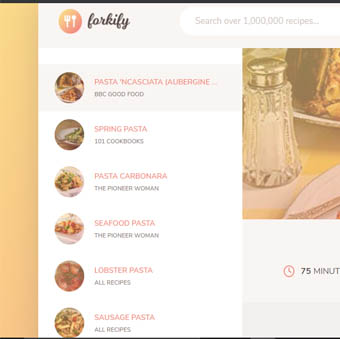 forkify
Search over 1,000,000 recipes...
PASTA 'NCASCIATA (AUBERGINE ...
BBC GOOD FOOD
SPRING PASTA
101 COOKBOOKS
PASTA CARBONARA
THE PIONEER WOMAN
SEAFOOD PASTA
THE PIONEER WOMAN
LOBSTER PASTA
ALL RECIPES
75 MINUT
SAUSAGE PASTA
ALL RECIPES